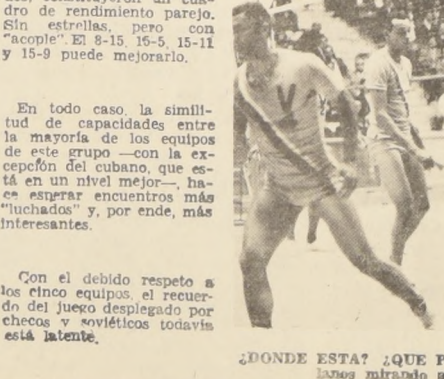 dro de rendimiento parejo.
Sin estrellas, pero con
"acople". El 8-15, 16-5, 15-11
y 15-9 puede mejorarlo.
En todo caso, la simili-
tud de capacidades entre
la mayoría de los equipos
de este grupo —con la ex-
cepción del cubano, que es-
tá en un nivel mejor—, ha-
ce esperar encuentros más
"luchados" y, por ende, más
interesantes.
Con el debido respeto a
los cinco equipos, el recuer-
do del juego desplegado por
checos y soviéticos todavía
está latente.
V
¿DONDE ESTA? ¿QUE P
lanos mirando a